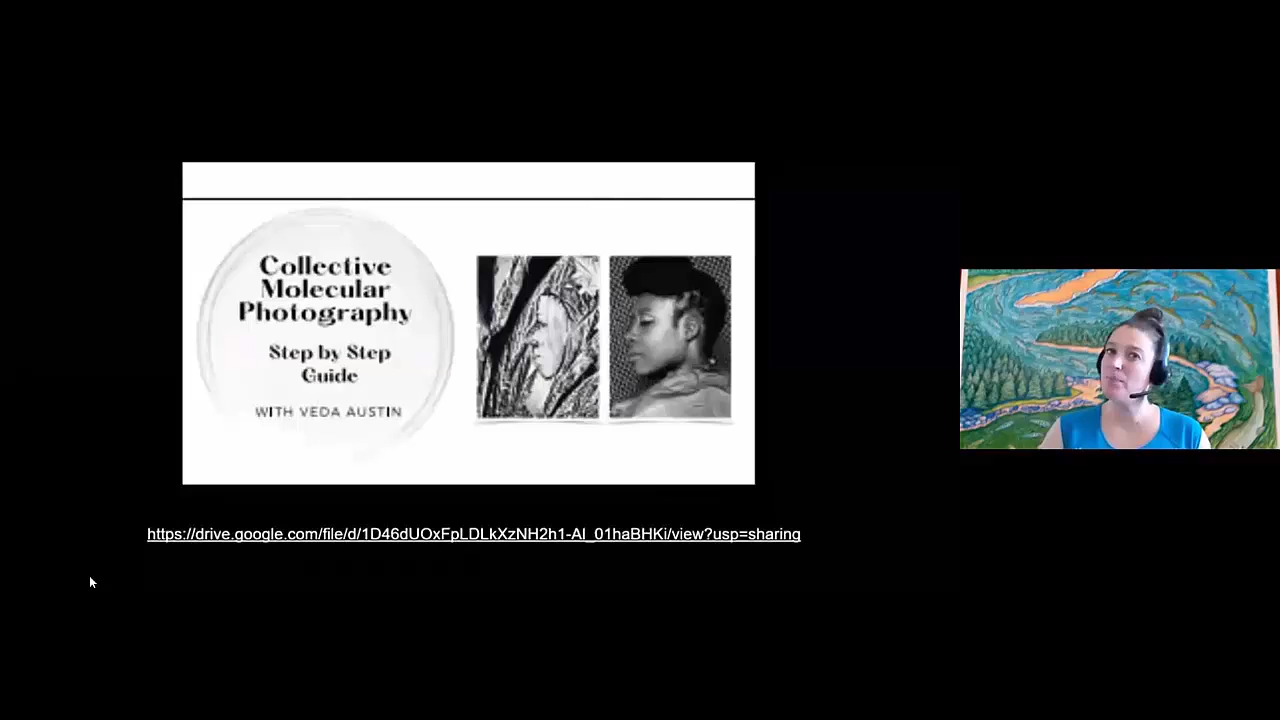 Collective
Molecular
Photography
Step by Step
Guide
WITH VEDA AUSTIN
https://drive.google.com/file/d/1D46dUOxFpLDLkXzNH2h1-Al_01haBHKi/view?usp=sharing